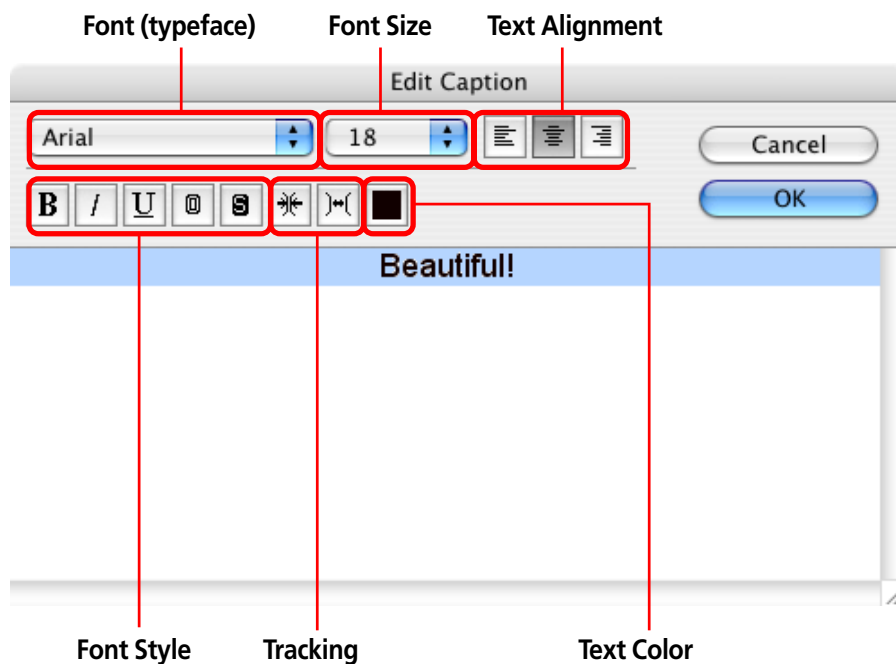 Font (typeface) Font Size Text Alignment
Edit Caption
Arial 18 Cancel
B I U O S OK
Beautiful!
Font Style Tracking Text Color